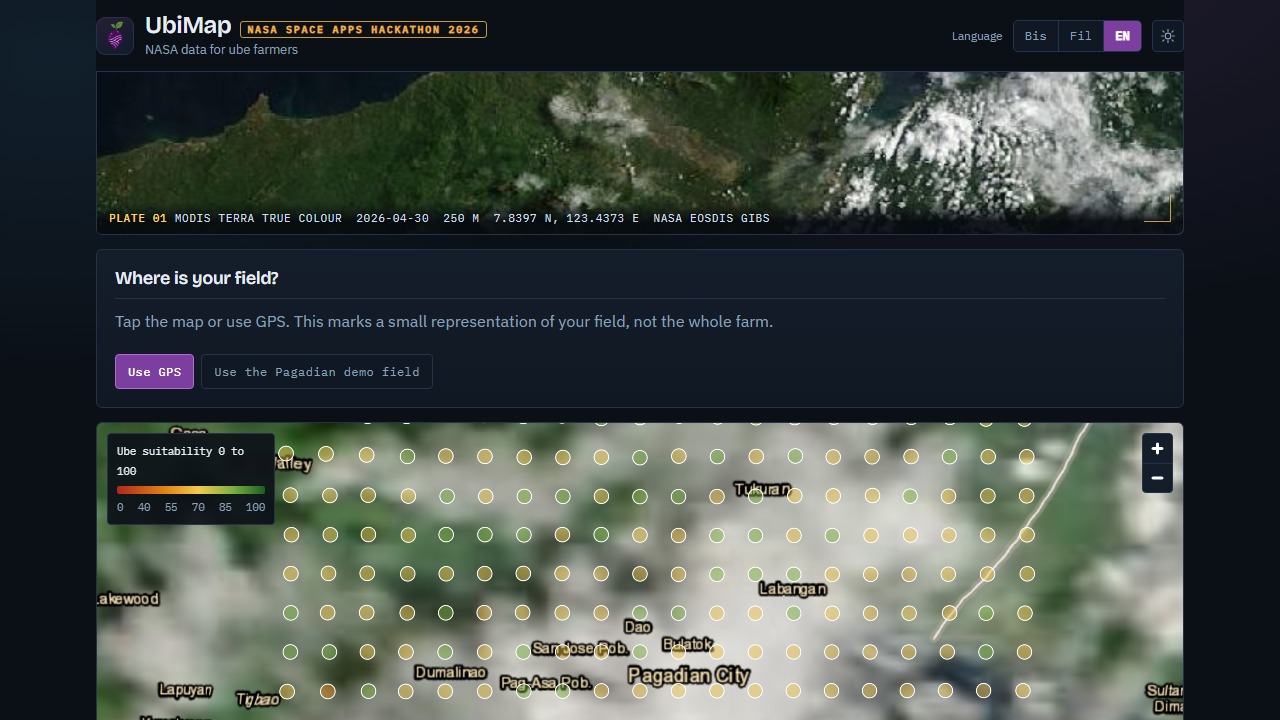 UbiMap NASA SPACE APPS HACKATHON 2026
NASA data for ube farmers
Language Bis Fil EN
PLATE 01 MODIS TERRA TRUE COLOUR 2026-04-30 250 M 7.8397 N, 123.4373 E NASA EOSDIS GIBS
Where is your field?
Tap the map or use GPS. This marks a small representation of your field, not the whole farm.
Use GPS Use the Pagadian demo field
Ube suitability 0 to
100
0 40 55 70 85 100
+
−
Tukuran
Labangan
Dao
San Jose Pob.
Bulatok
Dumalinao
Pag-Asa Pob.
Pagadian City
Lapuyan
Tigbao